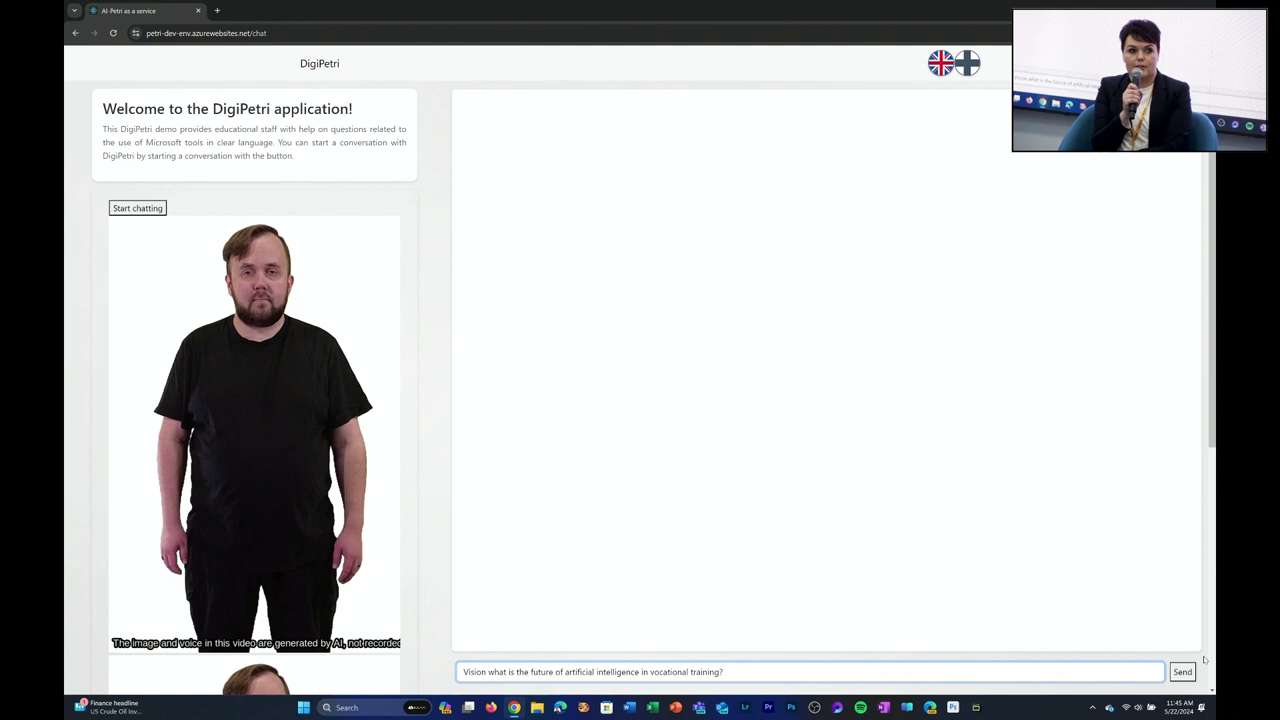 AI-Petri as a service
petri-dev-env.azurewebsites.net/chat
DigiPetri
Welcome to the DigiPetri application!
This DigiPetri demo provides educational staff with help on questions related to
the use of Microsoft tools in clear language. You can start a conversation with
DigiPetri by starting a conversation with the button.
Start chatting
The image and voice in this video are generated by AI, not recorded
Vision what is the future of artificial intelligence in vocational training?
Send
Finance headline
US Crude Oil Inv...
Search
11:45 AM
5/22/2024